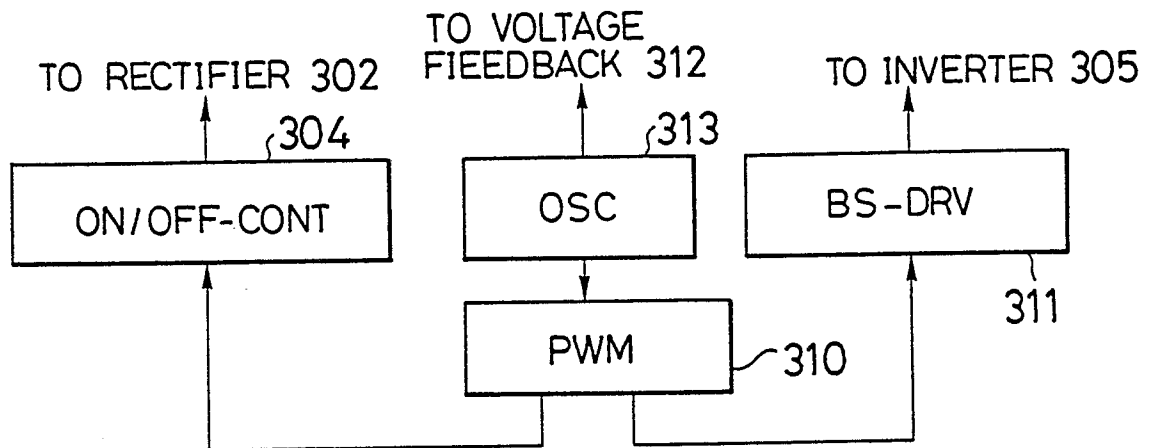 TO VOLTAGE
FIEEDBACK 312
TO RECTIFIER 302
TO INVERTER 305
304
313
ON/OFF-CONT
OSC
BS-DRV
311
PWM
310